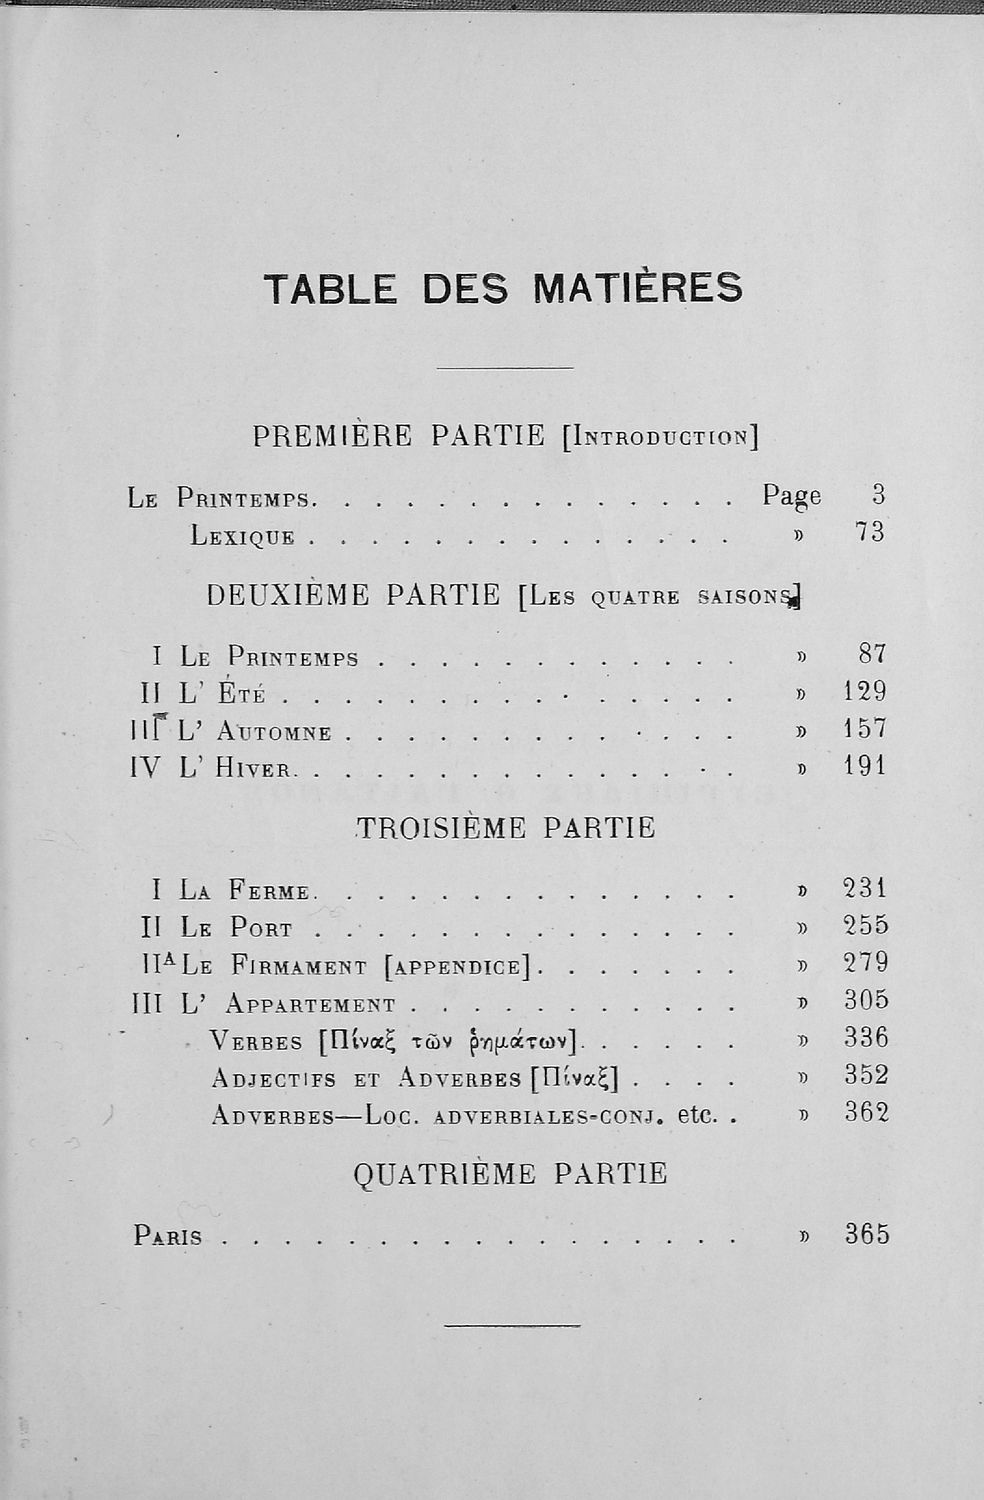 TABLE DES MATIÈRES
PREMIÈRE PARTIE [INTRODUCTION]
LE PRINTEMPS. . . . . . . . . . . . . . Page 3
LEXIQUE . . . . . . . . . . . . . . » 73
DEUXIÈME PARTIE [LES QUATRE SAISONS]
I LE PRINTEMPS . . . . . . . . . . . . » 87
II L' ÉTÉ . . . . . . . . . . . . . . . » 129
III L' AUTOMNE . . . . . . . . . . . . . » 157
IV L' HIVER. . . . . . . . . . . . . . . » 191
TROISIÈME PARTIE
I LA FERME. . . . . . . . . . . . . . » 231
II LE PORT . . . . . . . . . . . . . . » 255
IIA LE FIRMAMENT [APPENDICE]. . . . . . . » 279
III L' APPARTEMENT . . . . . . . . . . . » 305
VERBES [Πίναξ τῶν ῥημάτων]. . . . . . » 336
ADJECTIFS ET ADVERBES [Πίναξ] . . . . » 352
ADVERBES—LOC. ADVERBIALES-CONJ. etc. . » 362
QUATRIÈME PARTIE
PARIS . . . . . . . . . . . . . . . . . » 365